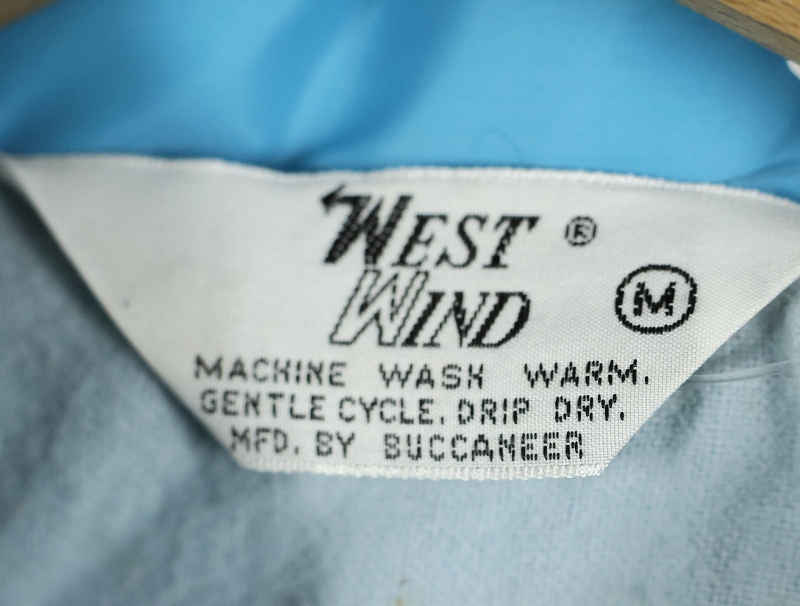 WEST ®
WIND
M
MACHINE WASH WARM.
GENTLE CYCLE. DRIP DRY.
MFD. BY BUCCANEER